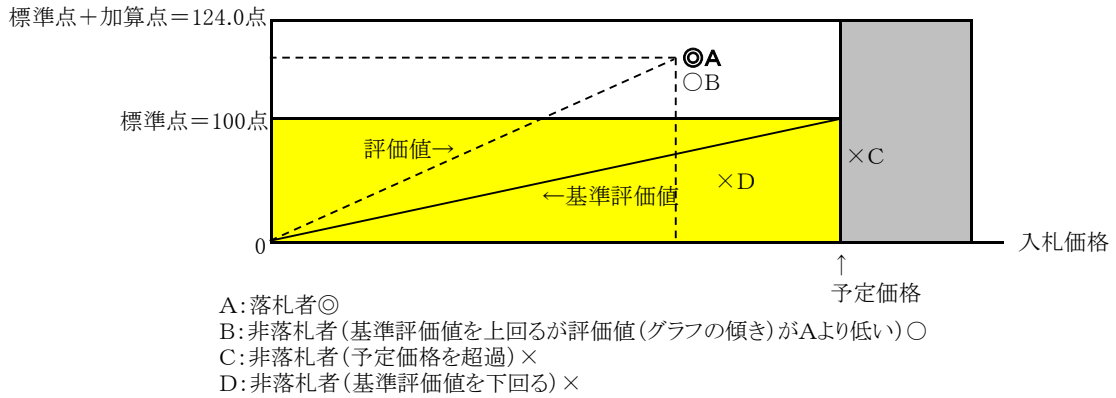 標準点＋加算点＝124.0点
◎A
○B
標準点＝100点
評価値→
×C
×D
←基準評価値
0
入札価格
↑
予定価格
A：落札者◎
B：非落札者（基準評価値を上回るが評価値（グラフの傾き）がAより低い）○
C：非落札者（予定価格を超過）×
D：非落札者（基準評価値を下回る）×